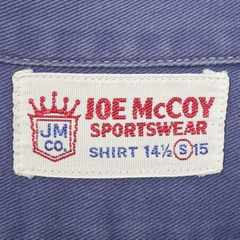 JM
CO.
JOE McCOY
SPORTSWEAR
SHIRT 14½ S 15